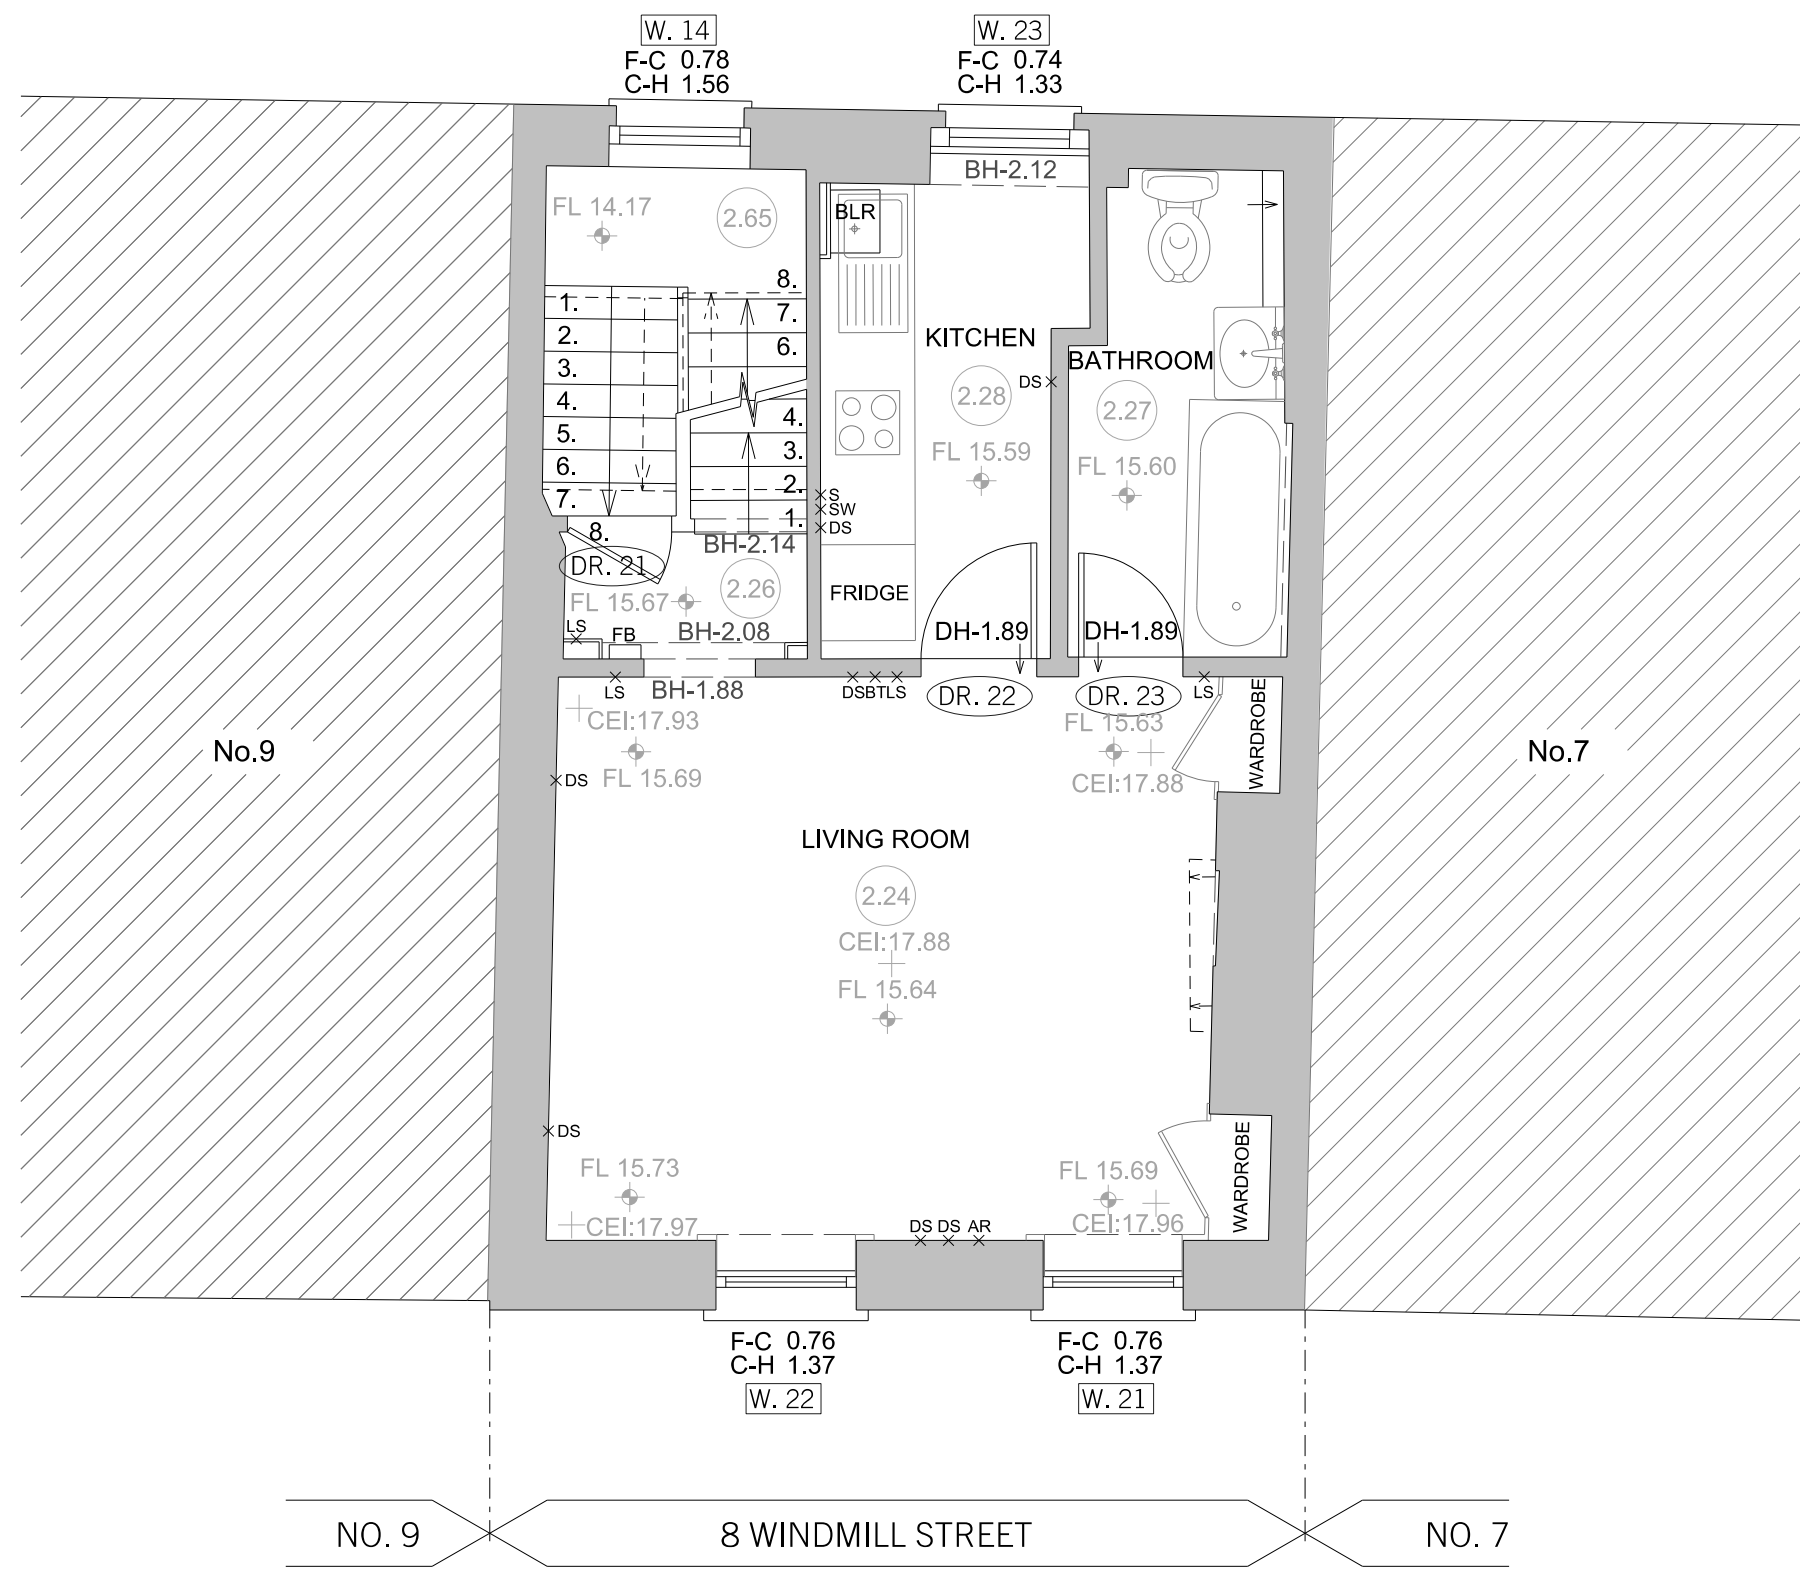 W. 14
F-C 0.78
C-H 1.56
W. 23
F-C 0.74
C-H 1.33
BH-2.12
FL 14.17
2.65
BLR
8.
7.
6.
4.
3.
2.
1.
1.
2.
3.
4.
5.
6.
7.
8.
S
SW
DS
BH-2.14
DR. 21
2.26
FL 15.67
LS
FB
BH-2.08
KITCHEN
DS
2.28
FL 15.59
FRIDGE
DH-1.89
BATHROOM
2.27
FL 15.60
DH-1.89
LS
BH-1.88
DS
BT
LS
DR. 22
DR. 23
LS
WARDROBE
CEI:17.93
FL 15.69
FL 15.63
CEI:17.88
DS
No.9
No.7
LIVING ROOM
2.24
CEI:17.88
FL 15.64
DS
FL 15.73
CEI:17.97
FL 15.69
CEI:17.96
WARDROBE
DS DS AR
F-C 0.76
C-H 1.37
W. 22
F-C 0.76
C-H 1.37
W. 21
NO. 9
8 WINDMILL STREET
NO. 7